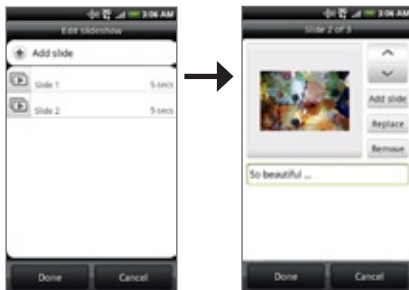 3:06 AM
Edit slideshow
Add slide
Slide 1 5 secs
Slide 2 5 secs
Done Cancel
3:06 AM
Slide 2 of 3
Add slide
Replace
Remove
So beautiful ...
Done Cancel